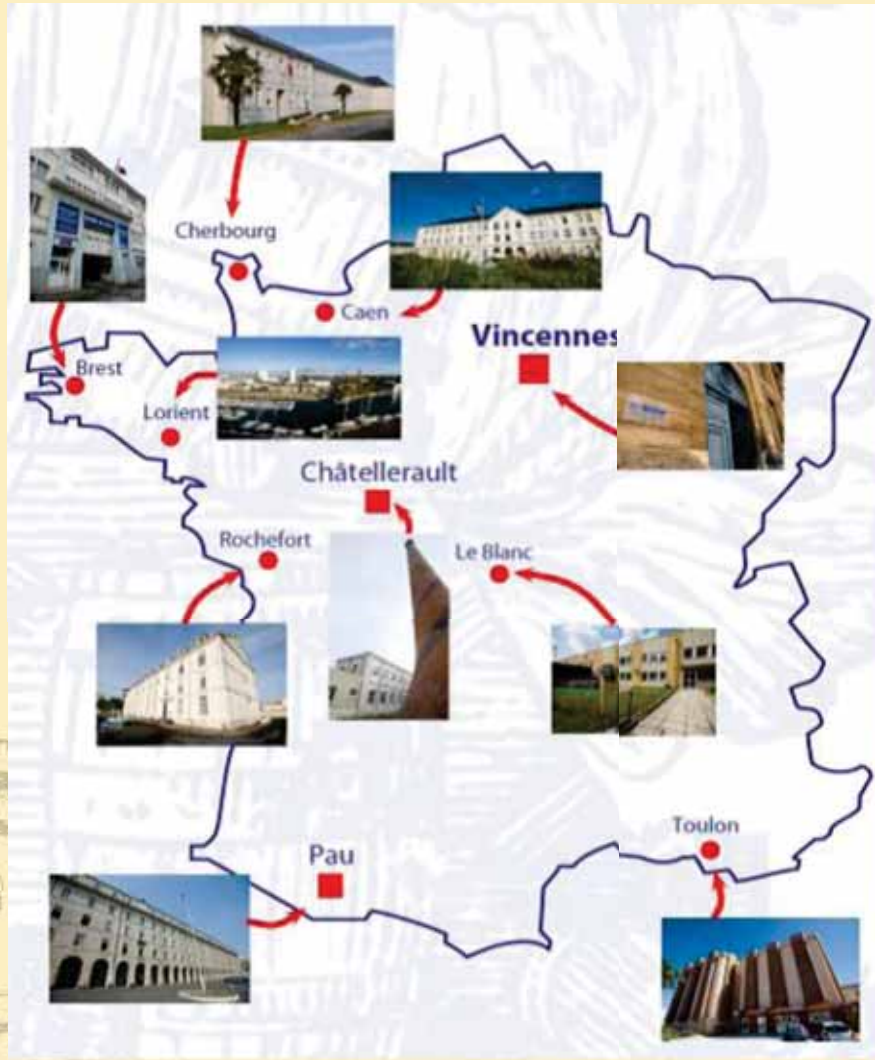 Cherbourg
Caen
Vincennes
Brest
Lorient
Châtellerault
Rochefort
Le Blanc
Toulon
Pau